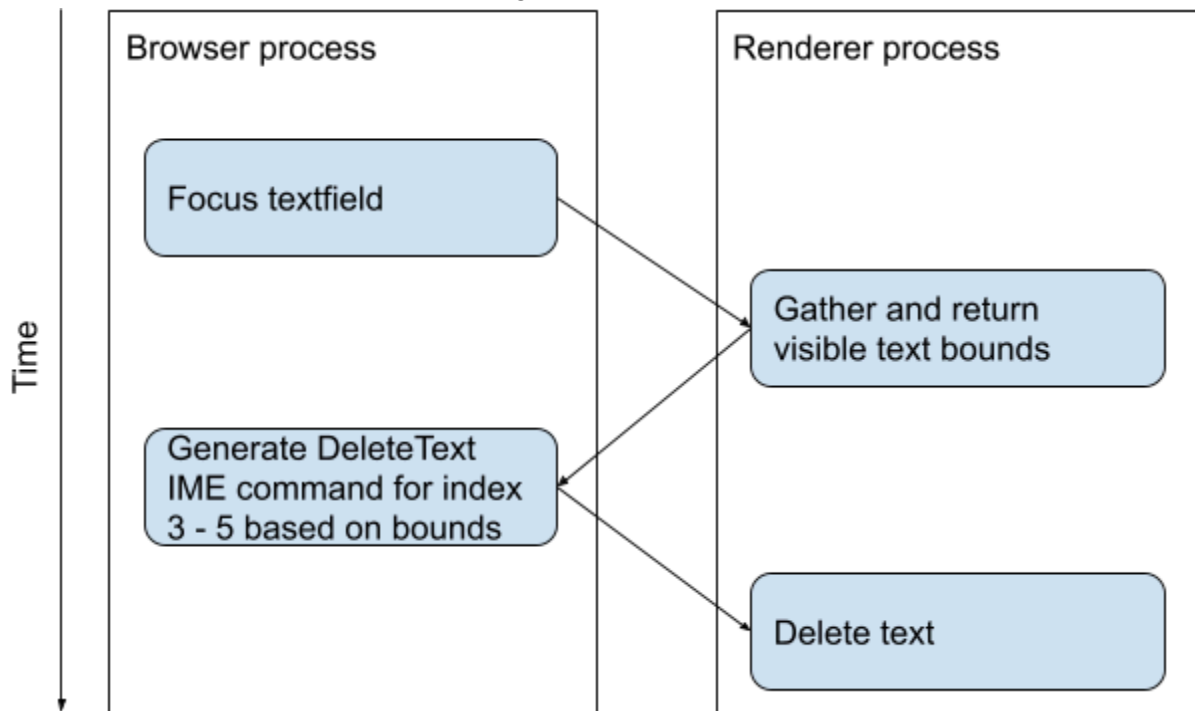 Browser process
Renderer process
Focus textfield
Gather and return
visible text bounds
Time
Generate DeleteText
IME command for index
3 - 5 based on bounds
Delete text